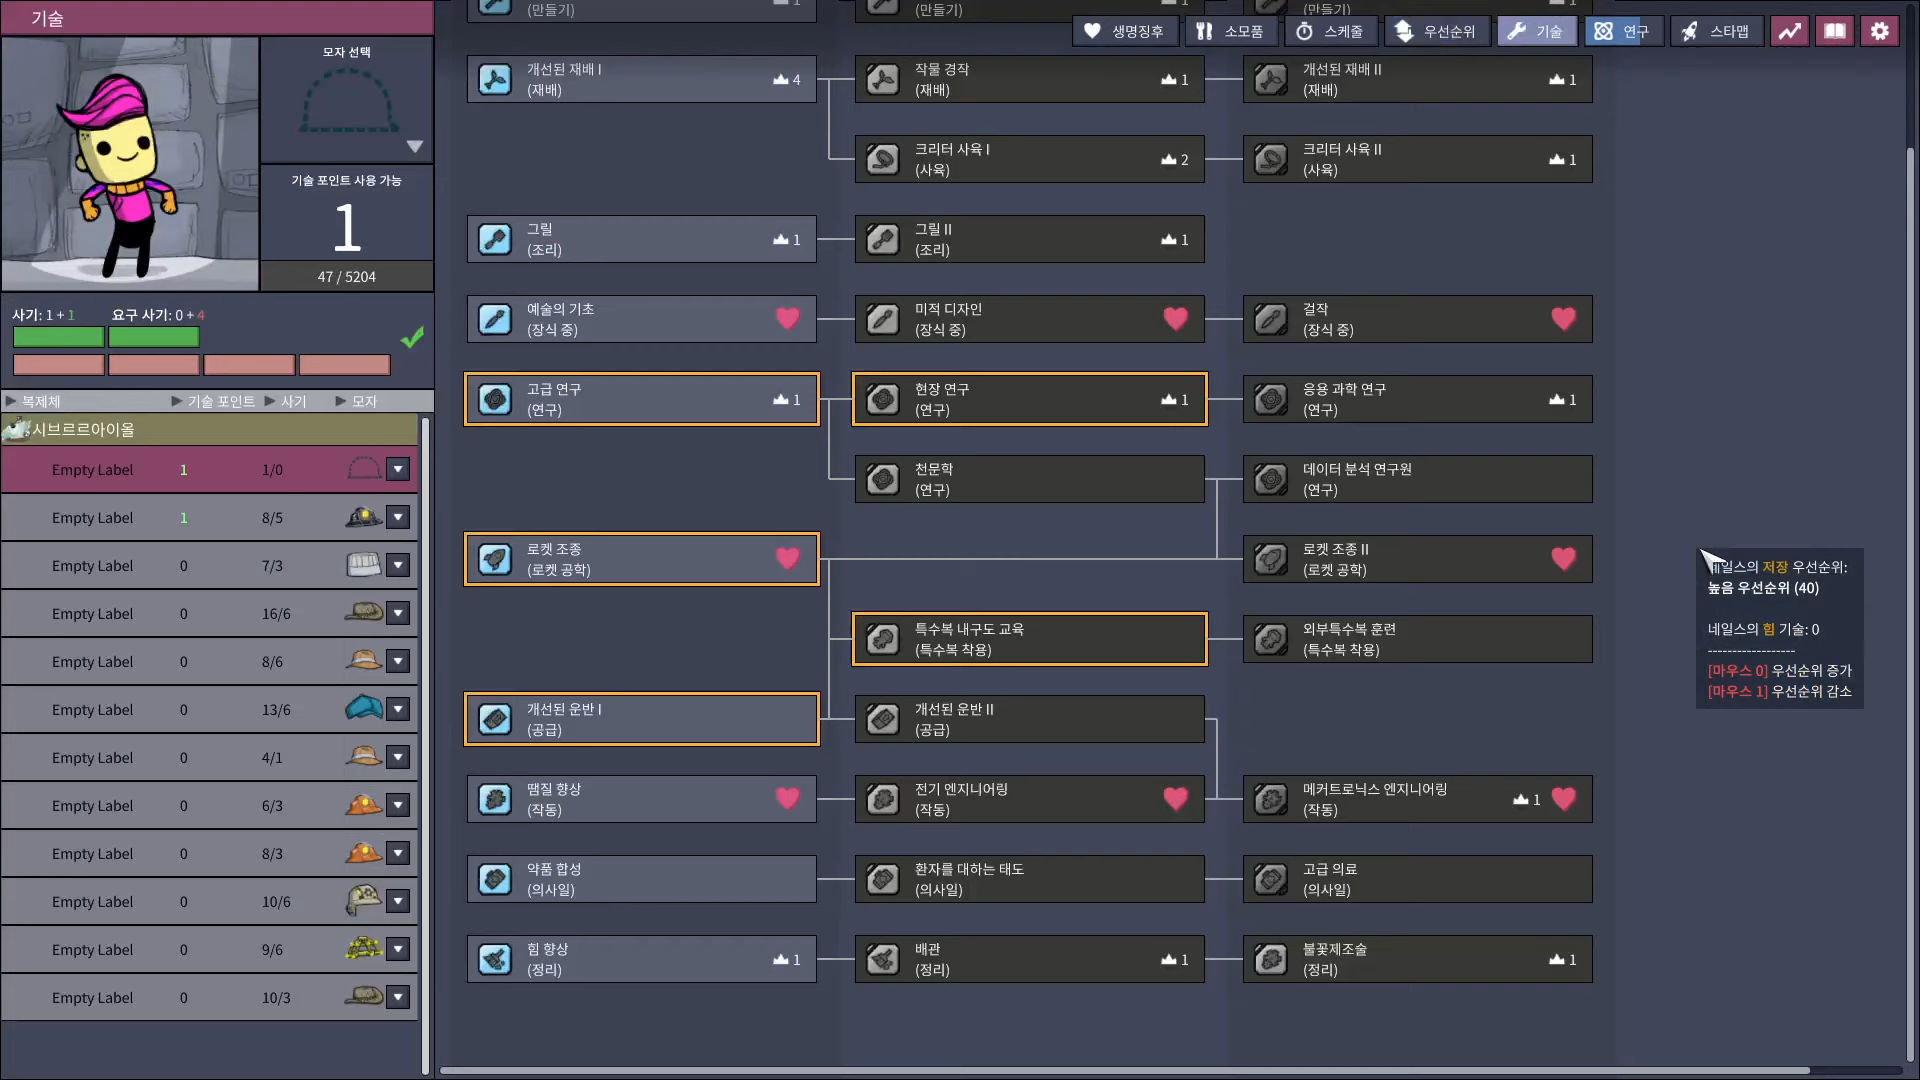 기술
(만들기)
1
(만들기)
1
(만들기)
1
생명징후
소모품
스케줄
우선순위
기술
연구
스타맵
모자 선택
기술 포인트 사용 가능
1
47 / 5204
사기: 1 + 1
요구 사기: 0 + 4
복제체
기술 포인트
사기
모자
시브르르아이올
Empty Label 1 1/0
Empty Label 1 8/5
Empty Label 0 7/3
Empty Label 0 16/6
Empty Label 0 8/6
Empty Label 0 13/6
Empty Label 0 4/1
Empty Label 0 6/3
Empty Label 0 8/3
Empty Label 0 10/6
Empty Label 0 9/6
Empty Label 0 10/3
개선된 재배 I
(재배)
4
작물 경작
(재배)
1
개선된 재배 II
(재배)
1
크리터 사육 I
(사육)
2
크리터 사육 II
(사육)
1
그릴
(조리)
1
그릴 II
(조리)
1
예술의 기초
(장식 중)
미적 디자인
(장식 중)
걸작
(장식 중)
고급 연구
(연구)
1
현장 연구
(연구)
1
응용 과학 연구
(연구)
1
천문학
(연구)
데이터 분석 연구원
(연구)
로켓 조종
(로켓 공학)
로켓 조종 II
(로켓 공학)
특수복 내구도 교육
(특수복 착용)
외부특수복 훈련
(특수복 착용)
개선된 운반 I
(공급)
개선된 운반 II
(공급)
땜질 향상
(작동)
전기 엔지니어링
(작동)
메커트로닉스 엔지니어링
(작동)
1
약품 합성
(의사일)
환자를 대하는 태도
(의사일)
고급 의료
(의사일)
힘 향상
(정리)
1
배관
(정리)
1
불꽃제조술
(정리)
1
네일스의 저장 우선순위:
높음 우선순위 (40)
네일스의 힘 기술: 0
------------------
[마우스 0] 우선순위 증가
[마우스 1] 우선순위 감소